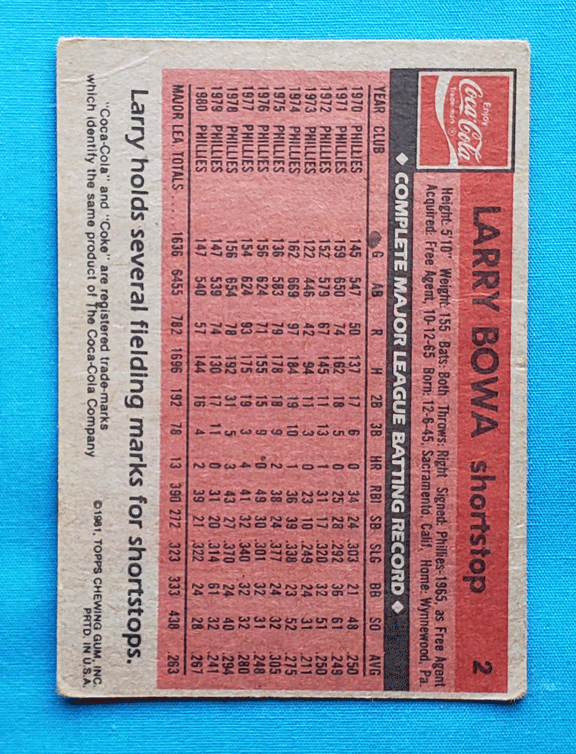 Enjoy
Coca-Cola
Trade-mark ®
LARRY BOWA shortstop 2
Height: 5'10" Weight: 155 Bats: Both Throws: Right Signed: Phillies-1965 as Free Agent
Acquired: Free Agent, 10-12-65 Born: 12-6-45, Sacramento, Calif. Home: Wynnewood, Pa.
◆ COMPLETE MAJOR LEAGUE BATTING RECORD ◆
YEAR CLUB G AB R H 2B 3B HR RBI SB SLG BB SO AVG
1970 PHILLIES 145 547 50 137 17 6 0 34 24 .303 21 48 .250
1971 PHILLIES 159 650 74 162 18 5 0 25 28 .292 36 61 .249
1972 PHILLIES 152 579 67 145 11 13 1 31 17 .320 32 51 .250
1973 PHILLIES 122 446 42 94 11 3 0 23 10 .249 24 31 .211
1974 PHILLIES 162 669 97 184 19 10 1 36 39 .338 23 52 .275
1975 PHILLIES 136 583 79 178 18 9 2 38 24 .377 24 32 .305
1976 PHILLIES 156 624 71 155 15 9 0 49 30 .301 32 31 .248
1977 PHILLIES 154 624 93 175 19 3 4 41 32 .340 32 32 .280
1978 PHILLIES 156 654 78 192 31 5 3 43 27 .370 24 40 .294
1979 PHILLIES 147 539 74 130 17 11 0 31 20 .314 61 32 .241
1980 PHILLIES 147 540 57 144 16 4 2 39 21 .322 24 28 .267
MAJOR LEA. TOTALS .... 1636 6455 782 1696 192 78 13 390 272 .323 333 438 .263
Larry holds several fielding marks for shortstops.
"Coca-Cola" and "Coke" are registered trade-marks
which identify the same product of The Coca-Cola Company
©1981, TOPPS CHEWING GUM, INC.
PRTD. IN U.S.A.